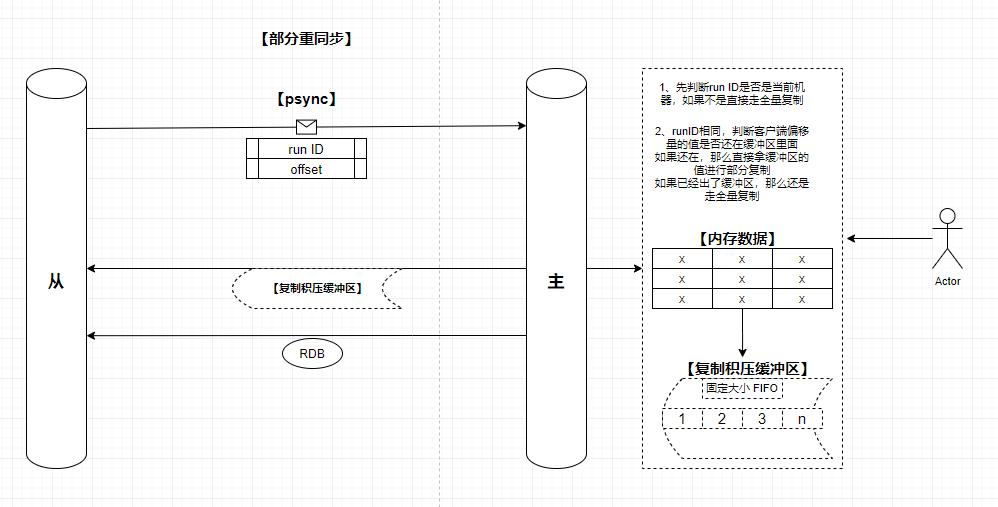 【部分重同步】
【psync】
run ID
offset
从
主
【复制积压缓冲区】
RDB
1、先判断run ID是否是当前机
器，如果不是直接走全量复制
2、runID相同，判断客户端偏移
量的值是否还在缓冲区里面
如果还在，那么直接拿缓冲区的
值进行部分复制
如果已经出了缓冲区，那么还是
走全量复制
【内存数据】
X X X
X X X
X X X
【复制积压缓冲区】
固定大小 FIFO
1 2 3 n
Actor